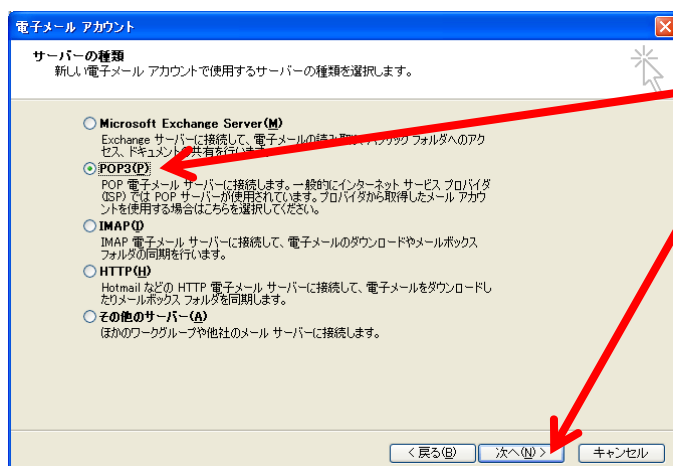 電子メール アカウント
サーバーの種類
新しい電子メール アカウントで使用するサーバーの種類を選択します。
Microsoft Exchange Server(M)
Exchange サーバーに接続して、電子メールの読み取り、パブリック フォルダへのアク
セス、ドキュメントの共有を行います。
POP3(P)
POP 電子メール サーバーに接続します。一般的にインターネット サービス プロバイダ
(ISP) では POP サーバーが使用されています。プロバイダから取得したメール アカウ
ントを使用する場合はこちらを選択してください。
IMAP(I)
IMAP 電子メール サーバーに接続して、電子メールのダウンロードやメールボックス
フォルダの同期を行います。
HTTP(H)
Hotmail などの HTTP 電子メール サーバーに接続して、電子メールをダウンロードし
たりメールボックス フォルダを同期します。
その他のサーバー(A)
ほかのワークグループや他社のメール サーバーに接続します。
< 戻る(B) 次へ(N) > キャンセル